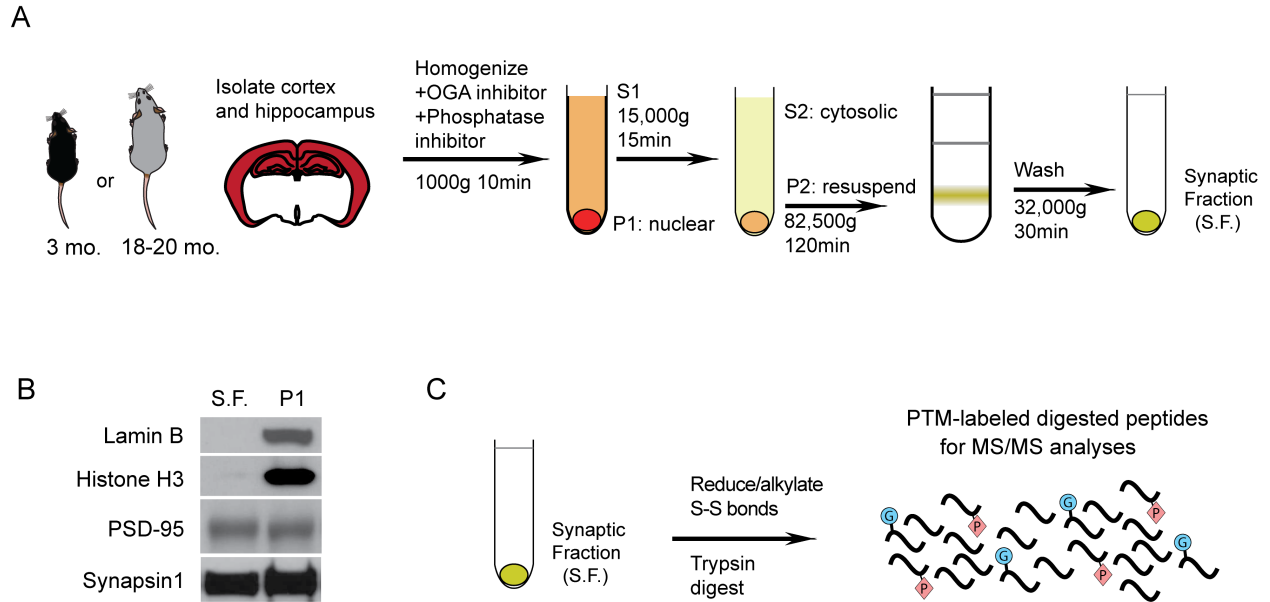 A
3 mo.
or
18-20 mo.
Isolate cortex
and hippocampus
Homogenize
+OGA inhibitor
+Phosphatase
inhibitor
1000g 10min
S1
15,000g
15min
P1: nuclear
S2: cytosolic
P2: resuspend
82,500g
120min
Wash
32,000g
30min
Synaptic
Fraction
(S.F.)
B
S.F. P1
Lamin B
Histone H3
PSD-95
Synapsin1
C
Synaptic
Fraction
(S.F.)
Reduce/alkylate
S-S bonds
Trypsin
digest
PTM-labeled digested peptides
for MS/MS analyses
G
G
P
P
G
G
P
P